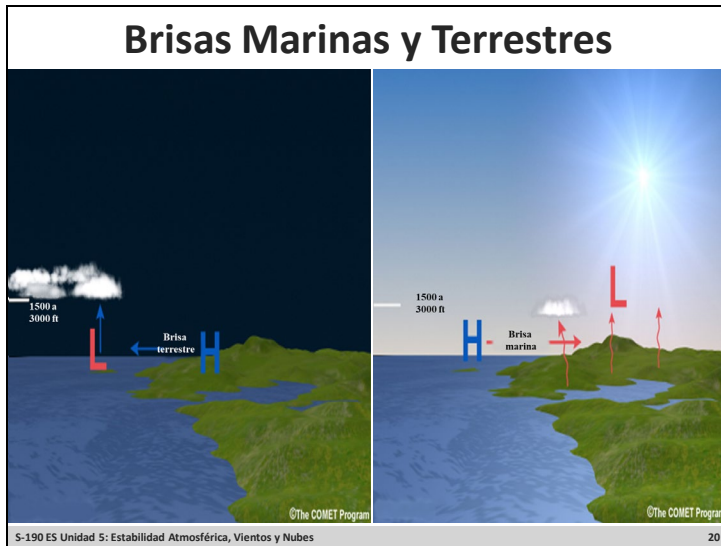 Brisas Marinas y Terrestres
1500 a
3000 ft
L
Brisa
terrestre
H
©The COMET Program
1500 a
3000 ft
L
H
Brisa
marina
©The COMET Program
S-190 ES Unidad 5: Estabilidad Atmosférica, Vientos y Nubes
20